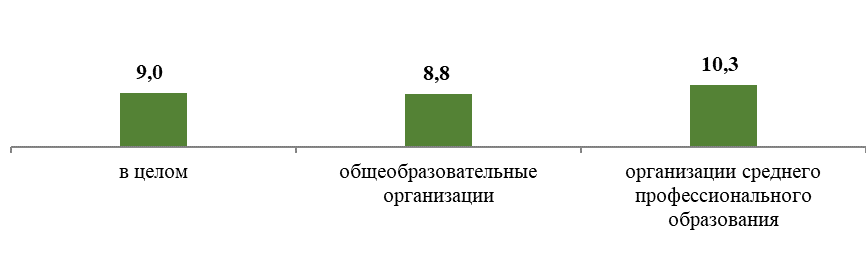 9,0
8,8
10,3
в целом
общеобразовательные
организации
организации среднего
профессионального
образования